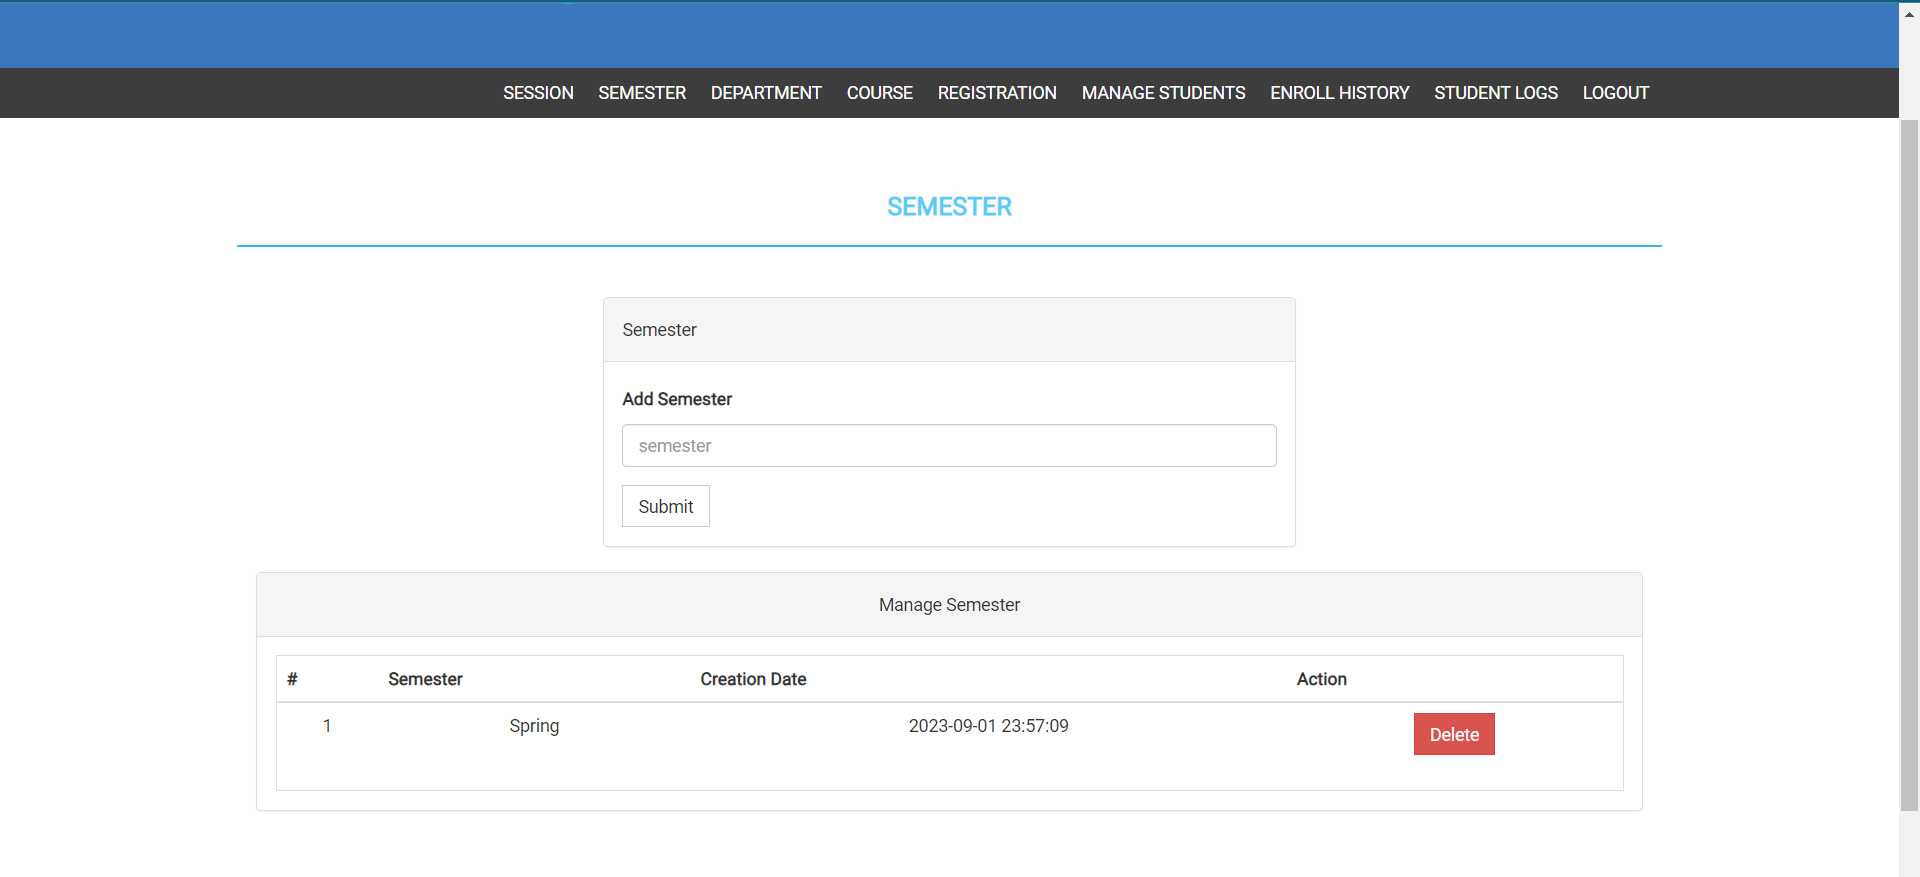 SESSION SEMESTER DEPARTMENT COURSE REGISTRATION MANAGE STUDENTS ENROLL HISTORY STUDENT LOGS LOGOUT
SEMESTER
Semester
Add Semester
semester
Submit
Manage Semester
# Semester Creation Date Action
1 Spring 2023-09-01 23:57:09 Delete